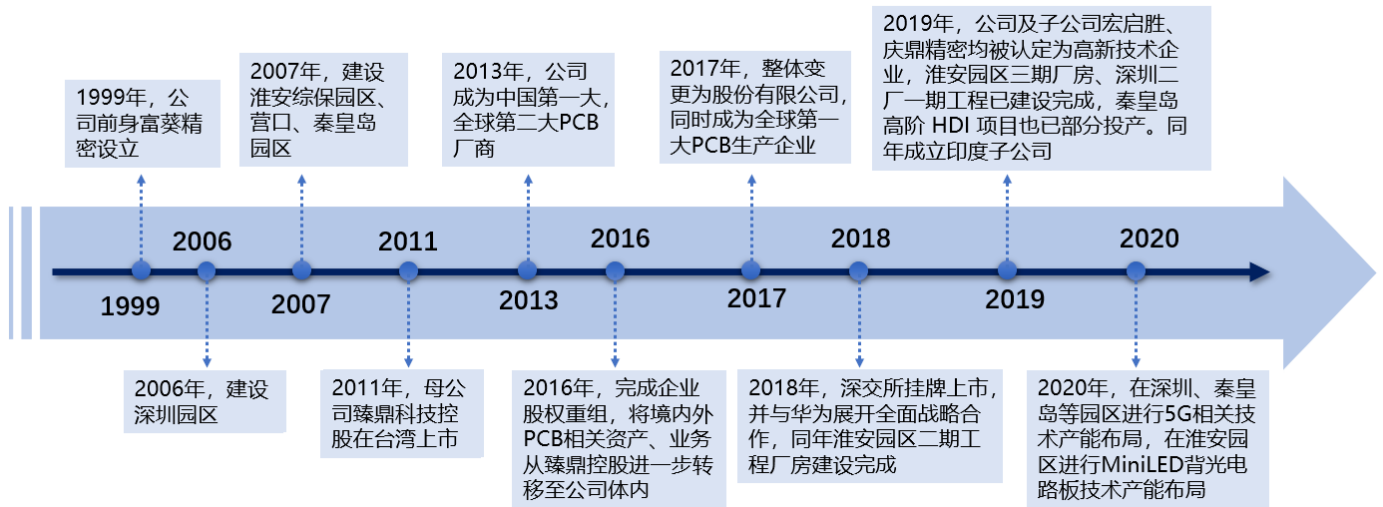 1999年，公
司前身富葵精
密设立
2007年，建设
淮安综保园区、
营口、秦皇岛
园区
2013年，公司
成为中国第一大，
全球第二大PCB
厂商
2017年，整体变
更为股份有限公司，
同时成为全球第一
大PCB生产企业
2019年，公司及子公司宏启胜、
庆鼎精密均被认定为高新技术企
业，淮安园区三期厂房、深圳二
厂一期工程已建设完成，秦皇岛
高阶 HDI 项目也已部分投产。同
年成立印度子公司
2006
2011
2016
2018
2020
1999
2007
2013
2017
2019
2006年，建设
深圳园区
2011年，母公
司臻鼎科技控
股在台湾上市
2016年，完成企业
股权重组，将境内外
PCB相关资产、业务
从臻鼎控股进一步转
移至公司体内
2018年，深交所挂牌上市，
并与华为展开全面战略合
作，同年淮安园区二期工
程厂房建设完成
2020年，在深圳、秦皇
岛等园区进行5G相关技
术产能布局，在淮安园
区进行MiniLED背光电
路板技术产能布局